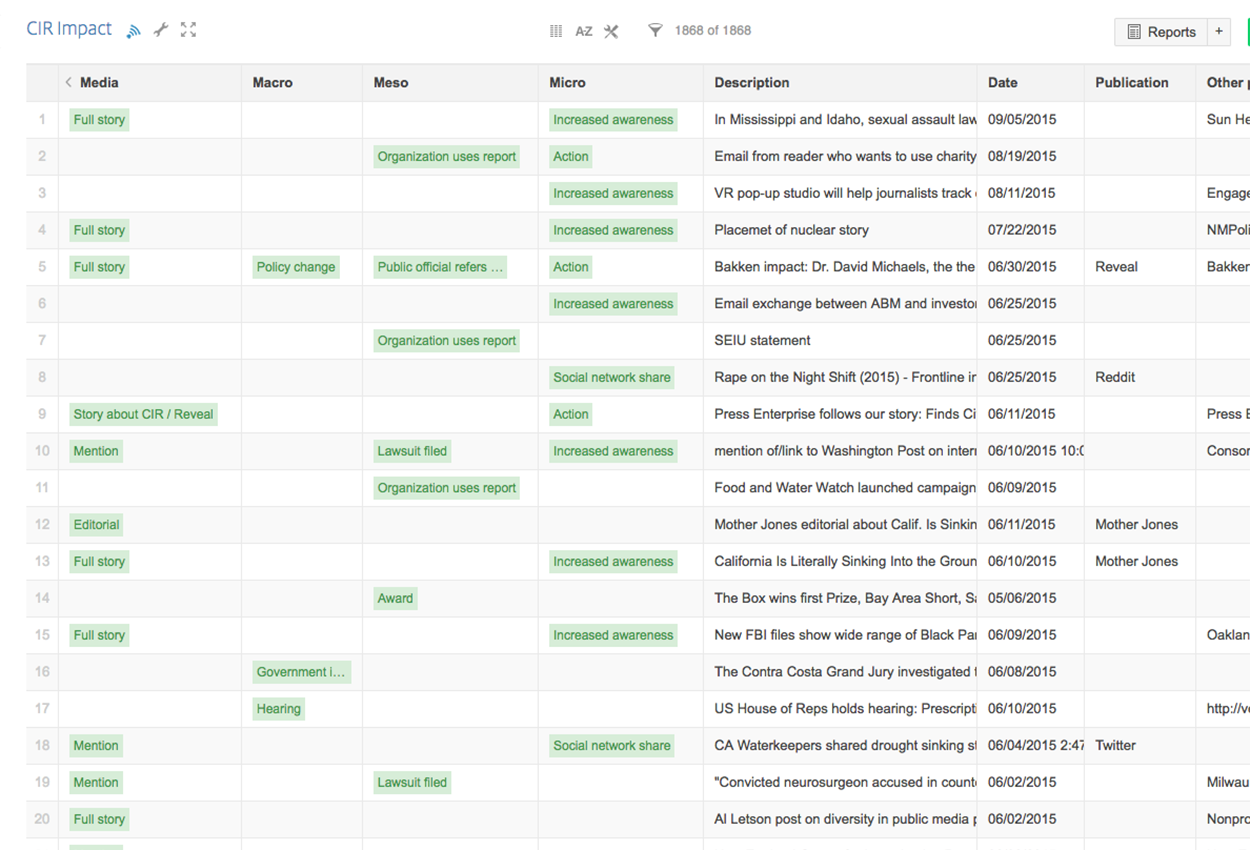 CIR Impact A-Z 1868 of 1868 Reports +
Media Macro Meso Micro Description Date Publication Other
1 Full story Increased awareness In Mississippi and Idaho, sexual assault law 09/05/2015 Sun He
2 Organization uses report Action Email from reader who wants to use charity 08/19/2015
3 Increased awareness VR pop-up studio will help journalists track 08/11/2015 Engage
4 Full story Increased awareness Placemet of nuclear story 07/22/2015 NMPoli
5 Full story Policy change Public official refers ... Action Bakken impact: Dr. David Michaels, the the 06/30/2015 Reveal Bakken
6 Increased awareness Email exchange between ABM and investor 06/25/2015
7 Organization uses report SEIU statement 06/25/2015
8 Social network share Rape on the Night Shift (2015) - Frontline in 06/25/2015 Reddit
9 Story about CIR / Reveal Action Press Enterprise follows our story: Finds Ci 06/11/2015 Press E
10 Mention Lawsuit filed Increased awareness mention of/link to Washington Post on intern 06/10/2015 10:0 Consor
11 Organization uses report Food and Water Watch launched campaign 06/09/2015
12 Editorial Mother Jones editorial about Calif. Is Sinkin 06/11/2015 Mother Jones
13 Full story Increased awareness California Is Literally Sinking Into the Groun 06/10/2015 Mother Jones
14 Award The Box wins first Prize, Bay Area Short, Sa 05/06/2015
15 Full story Increased awareness New FBI files show wide range of Black Pan 06/09/2015 Oaklan
16 Government i... The Contra Costa Grand Jury investigated 06/08/2015
17 Hearing US House of Reps holds hearing: Prescripti 06/10/2015 http://v
18 Mention Social network share CA Waterkeepers shared drought sinking st 06/04/2015 2:47 Twitter
19 Mention Lawsuit filed "Convicted neurosurgeon accused in count 06/02/2015 Milwau
20 Full story Al Letson post on diversity in public media p 06/02/2015 Nonpro